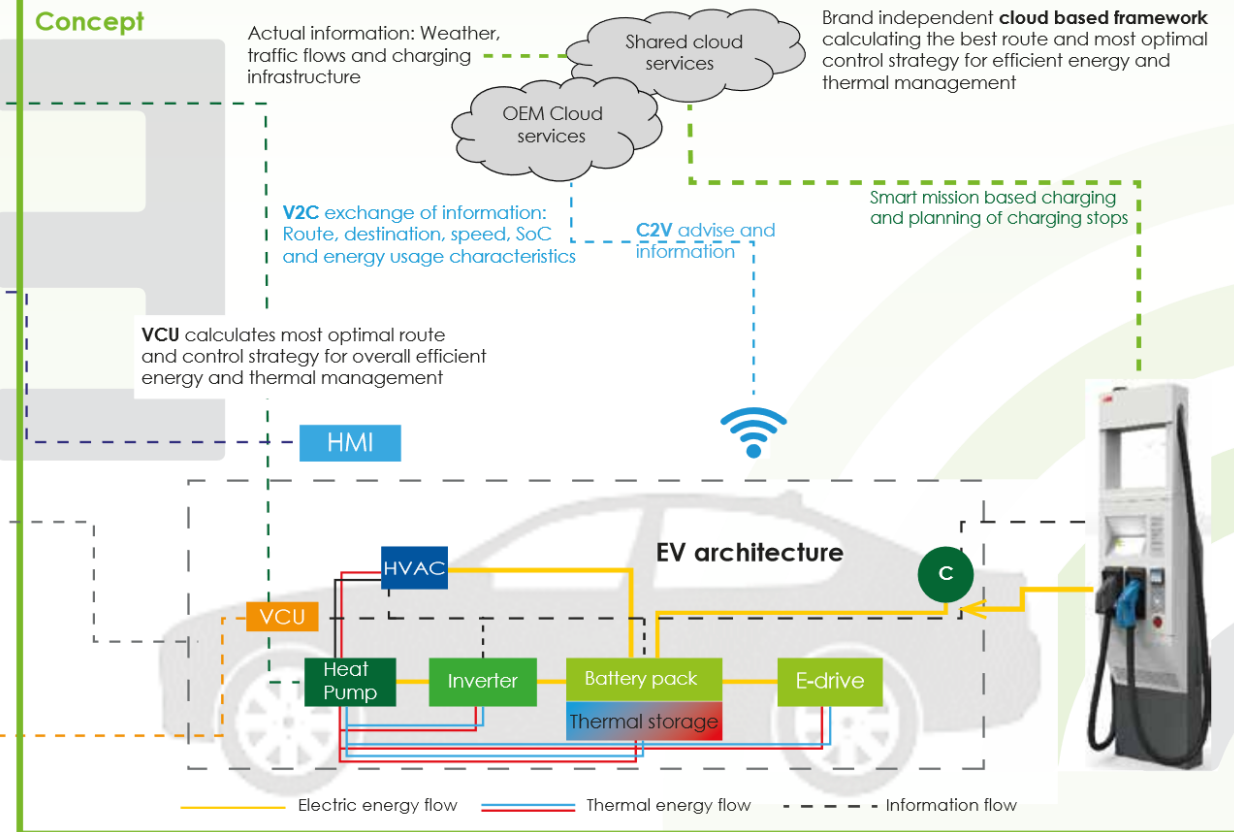 Concept
Actual information: Weather,
traffic flows and charging
infrastructure
Shared cloud
services
OEM Cloud
services
Brand independent cloud based framework
calculating the best route and most optimal
control strategy for efficient energy and
thermal management
V2C exchange of information:
Route, destination, speed, SoC
and energy usage characteristics
C2V advise and
information
Smart mission based charging
and planning of charging stops
VCU calculates most optimal route
and control strategy for overall efficient
energy and thermal management
HMI
EV architecture
HVAC
C
VCU
Heat
Pump
Inverter
Battery pack
E-drive
Thermal storage
Electric energy flow
Thermal energy flow
Information flow